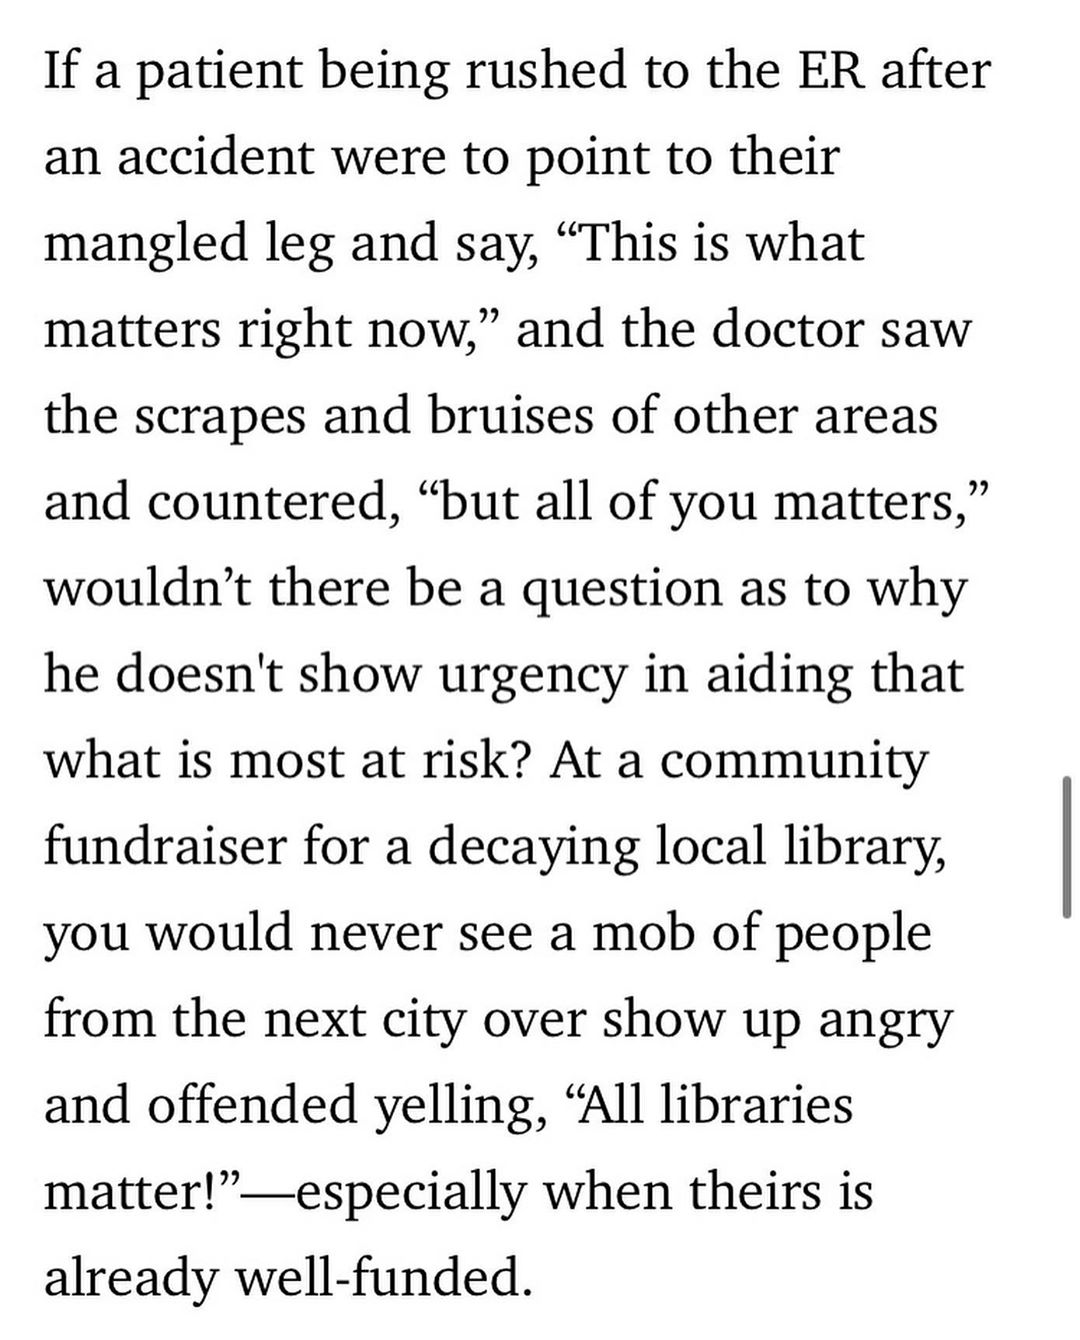 If a patient being rushed to the ER after
an accident were to point to their
mangled leg and say, “This is what
matters right now,” and the doctor saw
the scrapes and bruises of other areas
and countered, “but all of you matters,”
wouldn’t there be a question as to why
he doesn't show urgency in aiding that
what is most at risk? At a community
fundraiser for a decaying local library,
you would never see a mob of people
from the next city over show up angry
and offended yelling, “All libraries
matter!”—especially when theirs is
already well-funded.